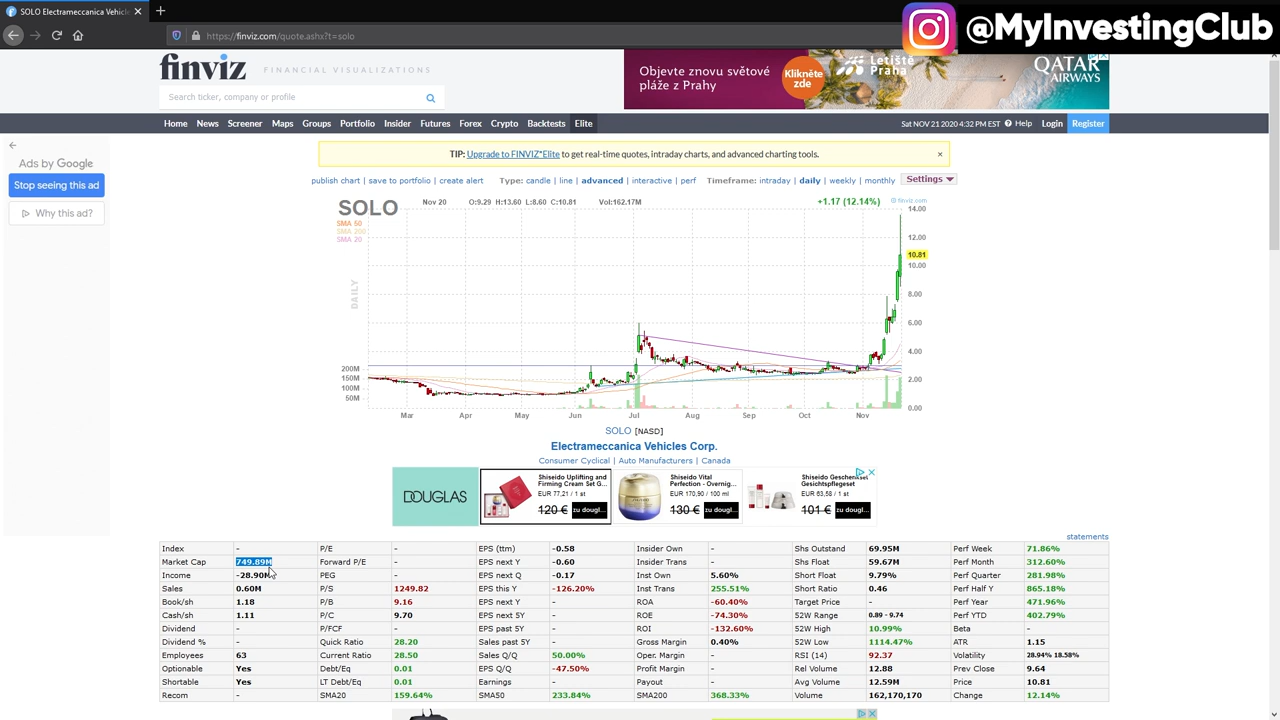 SOLO Electrameccanica Vehicle
@MyInvestingClub
https://finviz.com/quote.ashx?t=solo
finviz FINANCIAL VISUALIZATIONS
Objevte znovu světové
pláže z Prahy
Klikněte
zde
Letiště
Praha
QATAR
AIRWAYS
Search ticker, company or profile
Home News Screener Maps Groups Portfolio Insider Futures Forex Crypto Backtests Elite
Sat NOV 21 2020 4:32 PM EST Help Login Register
Ads by Google
Stop seeing this ad
Why this ad?
TIP: Upgrade to FINVIZ*Elite to get real-time quotes, intraday charts, and advanced charting tools. ×
publish chart | save to portfolio | create alert Type: candle | line | advanced | interactive | perf Timeframe: intraday | daily | weekly | monthly Settings
SOLO Nov 20 O:9.29 H:13.60 L:8.60 C:10.81 Vol:162.17M +1.17 (12.14%) © finviz.com
SMA 50
SMA 200
SMA 20
DAILY
14.00
12.00
10.81
10.00
8.00
6.00
4.00
2.00
0.00
200M
150M
100M
50M
Mar Apr May Jun Jul Aug Sep Oct Nov
SOLO [NASD]
Electrameccanica Vehicles Corp.
Consumer Cyclical | Auto Manufacturers | Canada
DOUGLAS
Shiseido Uplifting and
Firming Cream Set G...
EUR 77,21 / 1 st
120 € zu dougl...
Shiseido Vital
Perfection - Overnig...
EUR 170,90 / 100 ml
130 € zu dougl...
Shiseido Geschenkset
Gesichtspflegeset
EUR 63,58 / 1 st
101 € zu dougl...
statements
Index - P/E - EPS (ttm) -0.58 Insider Own - Shs Outstand 69.95M Perf Week 71.86%
Market Cap 749.89M Forward P/E - EPS next Y -0.60 Insider Trans - Shs Float 59.67M Perf Month 312.60%
Income -28.90M PEG - EPS next Q -0.17 Inst Own 5.60% Short Float 9.79% Perf Quarter 281.98%
Sales 0.60M P/S 1249.82 EPS this Y -126.20% Inst Trans 255.51% Short Ratio 0.46 Perf Half Y 865.18%
Book/sh 1.18 P/B 9.16 EPS next Y - ROA -60.40% Target Price - Perf Year 471.96%
Cash/sh 1.11 P/C 9.70 EPS next 5Y - ROE -74.30% 52W Range 0.89 - 9.74 Perf YTD 402.79%
Dividend - P/FCF - EPS past 5Y - ROI -132.60% 52W High 10.99% Beta -
Dividend % - Quick Ratio 28.20 Sales past 5Y - Gross Margin 0.40% 52W Low 1114.47% ATR 1.15
Employees 63 Current Ratio 28.50 Sales Q/Q 50.00% Oper. Margin - RSI (14) 92.37 Volatility 28.94% 18.58%
Optionable Yes Debt/Eq 0.01 EPS Q/Q -47.50% Profit Margin - Rel Volume 12.88 Prev Close 9.64
Shortable Yes LT Debt/Eq 0.01 Earnings - Payout - Avg Volume 12.59M Price 10.81
Recom - SMA20 159.64% SMA50 233.84% SMA200 368.33% Volume 162,170,170 Change 12.14%